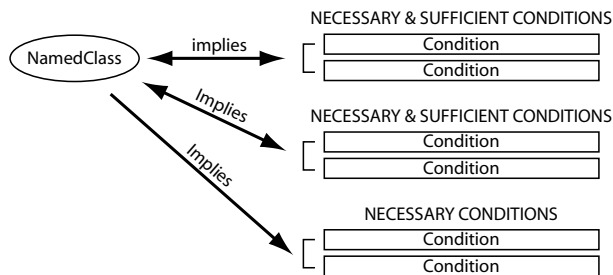 NECESSARY & SUFFICIENT CONDITIONS
NamedClass
implies
Condition
Condition
Implies
NECESSARY & SUFFICIENT CONDITIONS
Condition
Condition
Implies
NECESSARY CONDITIONS
Condition
Condition